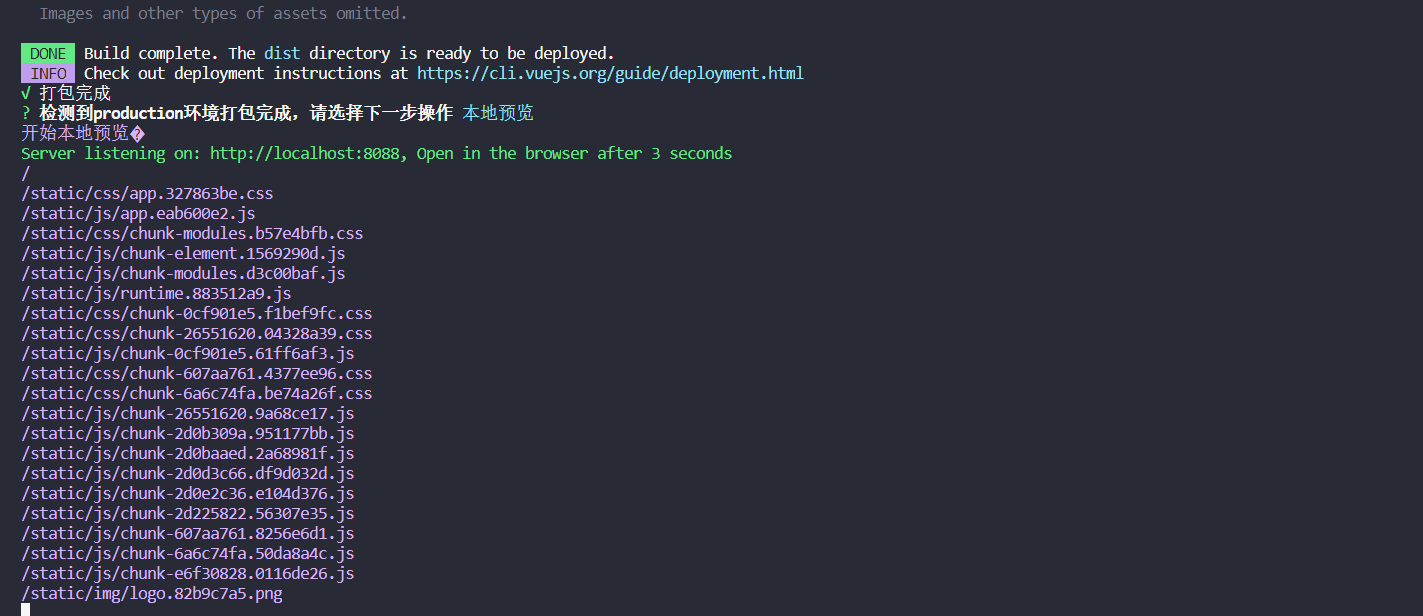 Images and other types of assets omitted.
DONE Build complete. The dist directory is ready to be deployed.
INFO Check out deployment instructions at https://cli.vuejs.org/guide/deployment.html
√ 打包完成
? 检测到production环境打包完成，请选择下一步操作 本地预览
开始本地预览�
Server listening on: http://localhost:8088, Open in the browser after 3 seconds
/
/static/css/app.327863be.css
/static/js/app.eab600e2.js
/static/css/chunk-modules.b57e4bfb.css
/static/js/chunk-element.1569290d.js
/static/js/chunk-modules.d3c00baf.js
/static/js/runtime.883512a9.js
/static/css/chunk-0cf901e5.f1bef9fc.css
/static/css/chunk-26551620.04328a39.css
/static/js/chunk-0cf901e5.61ff6af3.js
/static/css/chunk-607aa761.4377ee96.css
/static/css/chunk-6a6c74fa.be74a26f.css
/static/js/chunk-26551620.9a68ce17.js
/static/js/chunk-2d0b309a.951177bb.js
/static/js/chunk-2d0baaed.2a68981f.js
/static/js/chunk-2d0d3c66.df9d032d.js
/static/js/chunk-2d0e2c36.e104d376.js
/static/js/chunk-2d225822.56307e35.js
/static/js/chunk-607aa761.8256e6d1.js
/static/js/chunk-6a6c74fa.50da8a4c.js
/static/js/chunk-e6f30828.0116de26.js
/static/img/logo.82b9c7a5.png